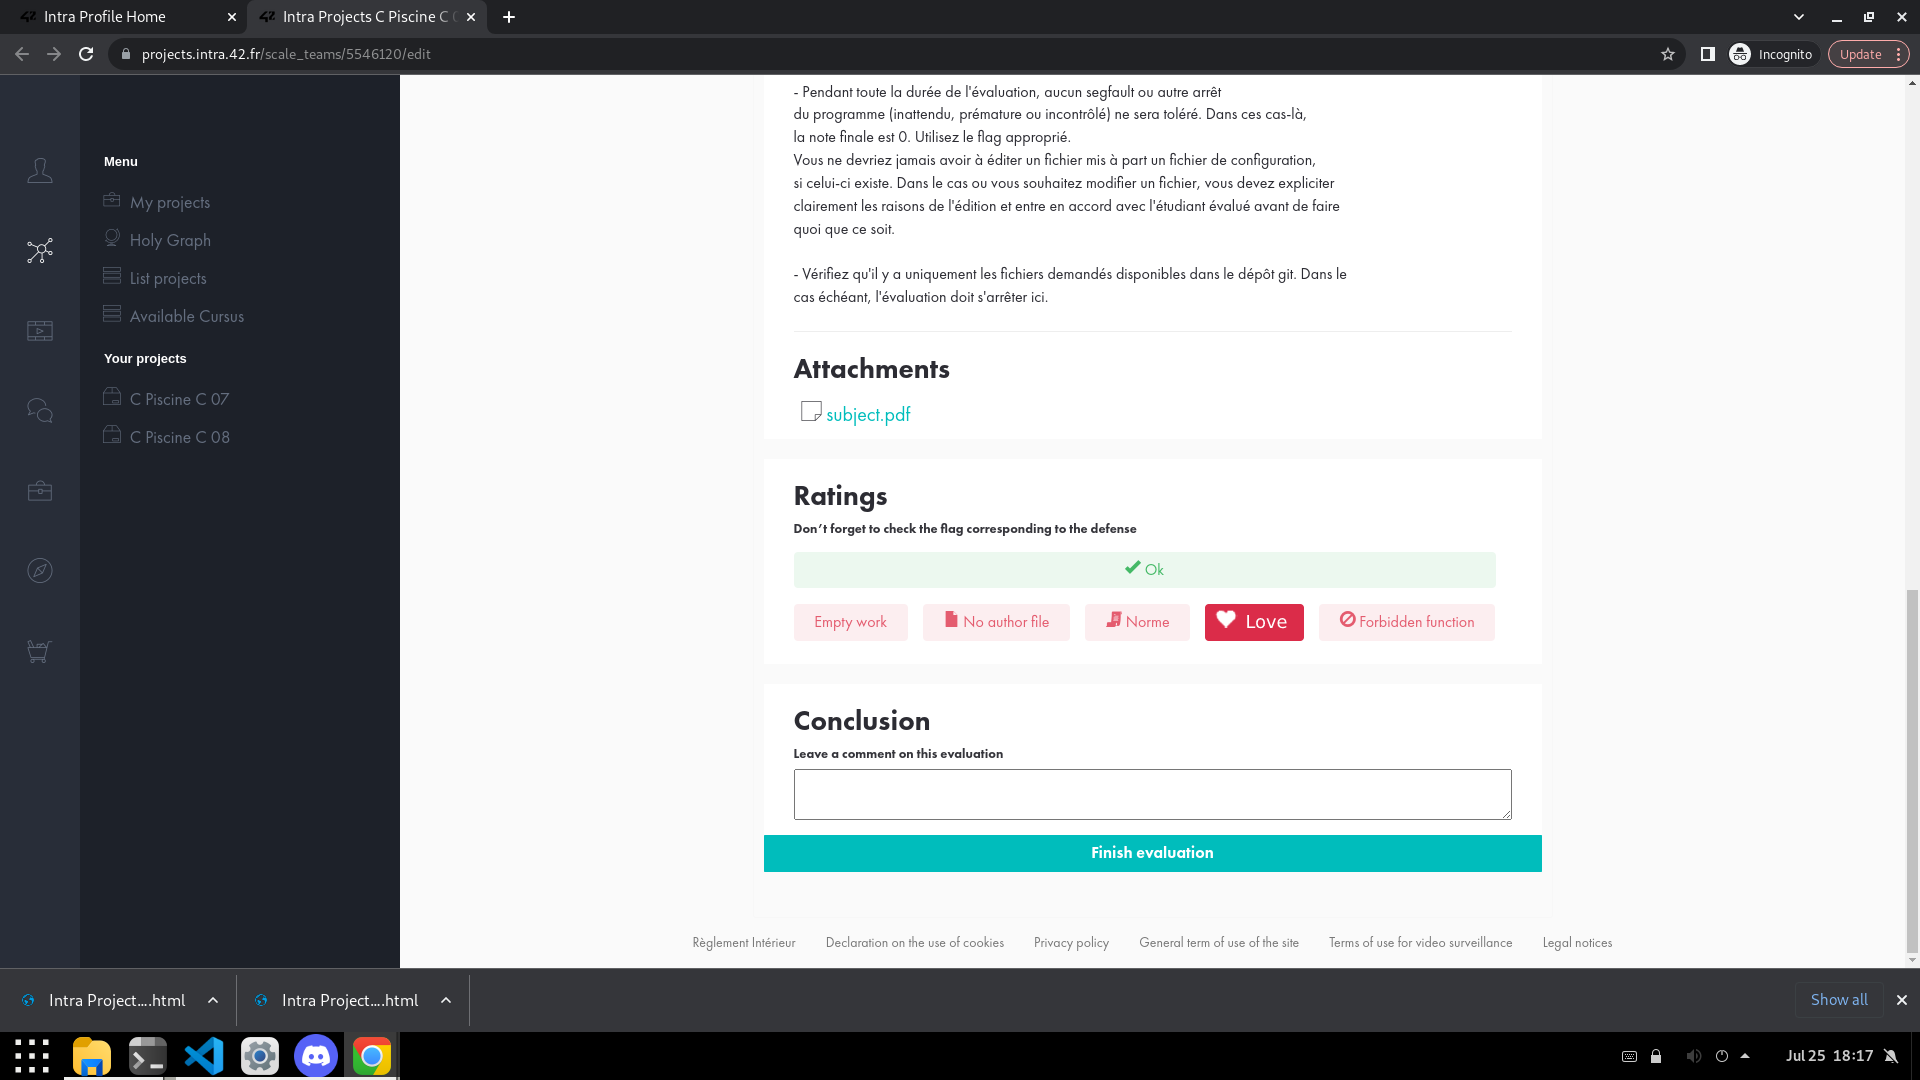 Intra Profile Home
Intra Projects C Piscine C
projects.intra.42.fr/scale_teams/5546120/edit
Incognito
Update
Menu
My projects
Holy Graph
List projects
Available Cursus
Your projects
C Piscine C 07
C Piscine C 08
- Pendant toute la durée de l'évaluation, aucun segfault ou autre arrêt
du programme (inattendu, prémature ou incontrôlé) ne sera toléré. Dans ces cas-là,
la note finale est 0. Utilisez le flag approprié.
Vous ne devriez jamais avoir à éditer un fichier mis à part un fichier de configuration,
si celui-ci existe. Dans le cas ou vous souhaitez modifier un fichier, vous devez expliciter
clairement les raisons de l'édition et entre en accord avec l'étudiant évalué avant de faire
quoi que ce soit.
- Vérifiez qu'il y a uniquement les fichiers demandés disponibles dans le dépôt git. Dans le
cas échéant, l'évaluation doit s'arrêter ici.
Attachments
subject.pdf
Ratings
Don’t forget to check the flag corresponding to the defense
Ok
Empty work
No author file
Norme
Love
Forbidden function
Conclusion
Leave a comment on this evaluation
Finish evaluation
Règlement Intérieur
Declaration on the use of cookies
Privacy policy
General term of use of the site
Terms of use for video surveillance
Legal notices
Intra Project....html
Intra Project....html
Show all
Jul 25 18:17